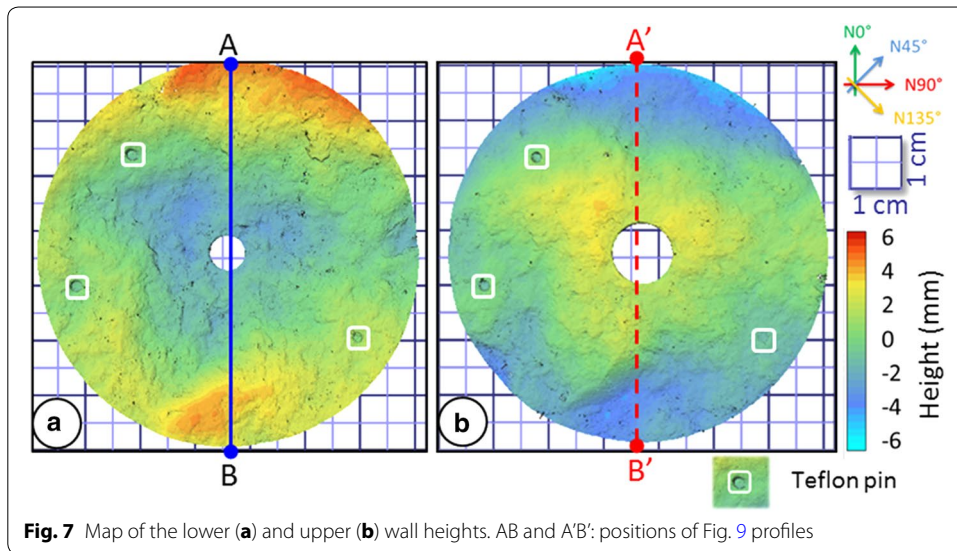 A
A’
N0°
N45°
N90°
N135°
1 cm
1 cm
6
4
2
0
-2
-4
-6
Height (mm)
a
b
B
B’
Teflon pin
Fig. 7 Map of the lower (a) and upper (b) wall heights. AB and A’B’: positions of Fig. 9 profiles